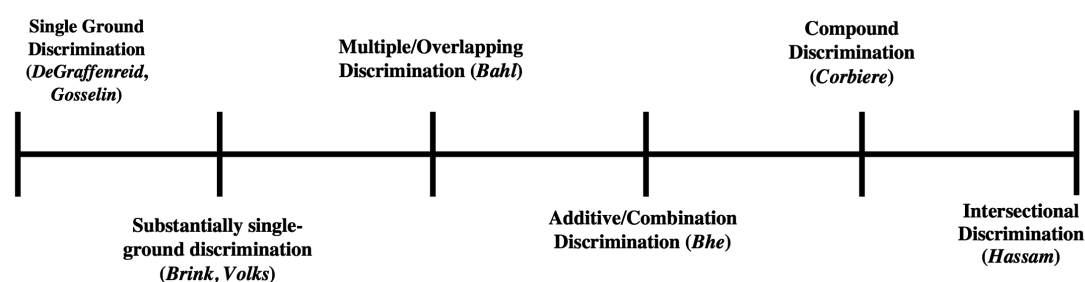 Single Ground
Discrimination
(DeGraffenreid,
Gosselin)
Substantially single-
ground discrimination
(Brink, Volks)
Multiple/Overlapping
Discrimination (Bahl)
Additive/Combination
Discrimination (Bhe)
Compound
Discrimination
(Corbiere)
Intersectional
Discrimination
(Hassam)